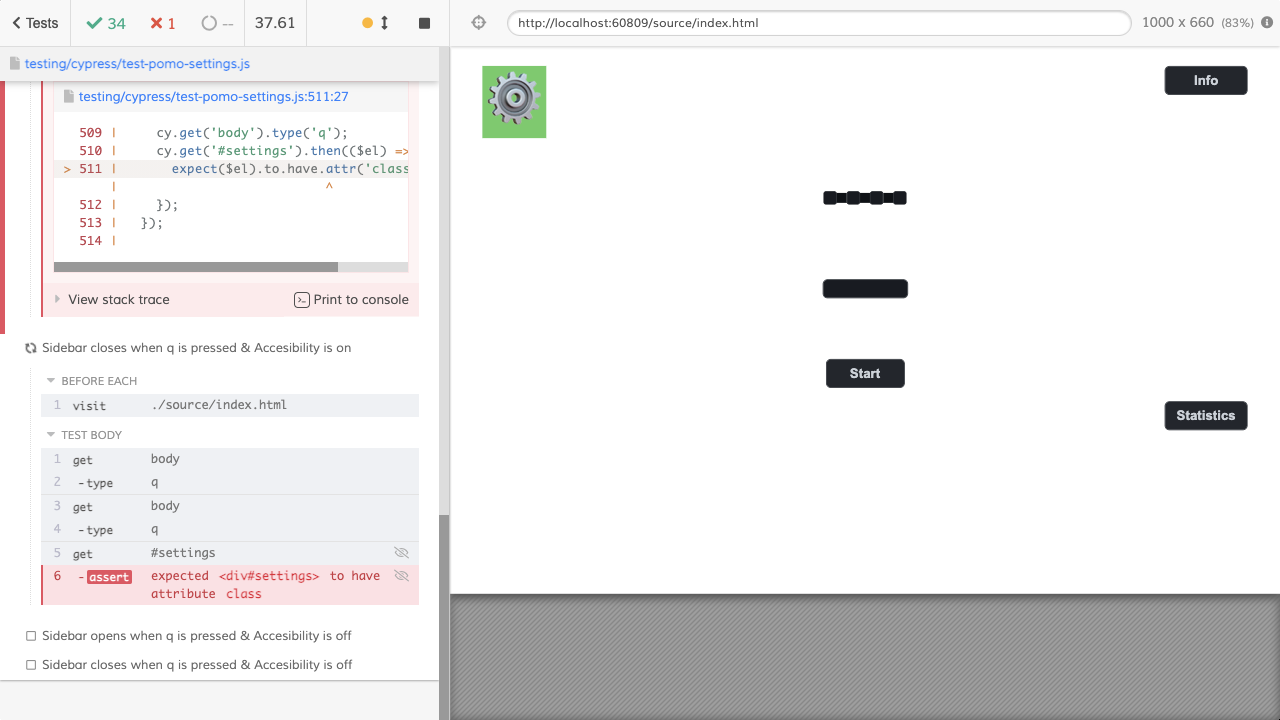 Tests 34 1 -- 37.61
http://localhost:60809/source/index.html 1000 x 660 (83%)
testing/cypress/test-pomo-settings.js
testing/cypress/test-pomo-settings.js:511:27
509 | cy.get('body').type('q');
510 | cy.get('#settings').then(($el) =>
> 511 | expect($el).to.have.attr('class
| ^
512 | });
513 | });
514 |
View stack trace Print to console
Sidebar closes when q is pressed & Accesibility is on
BEFORE EACH
1 visit ./source/index.html
TEST BODY
1 get body
2 -type q
3 get body
4 -type q
5 get #settings
6 -assert expected <div#settings> to have
attribute class
Sidebar opens when q is pressed & Accesibility is off
Sidebar closes when q is pressed & Accesibility is off
Info
Start
Statistics